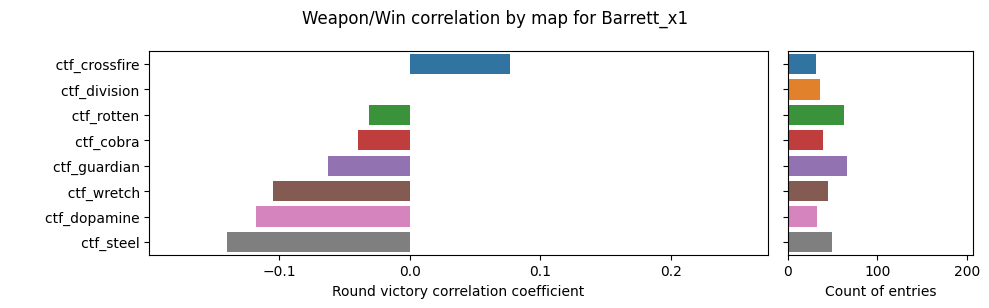 Weapon/Win correlation by map for Barrett_x1
ctf_crossfire
ctf_division
ctf_rotten
ctf_cobra
ctf_guardian
ctf_wretch
ctf_dopamine
ctf_steel
−0.1 0.0 0.1 0.2
0 100 200
Round victory correlation coefficient
Count of entries